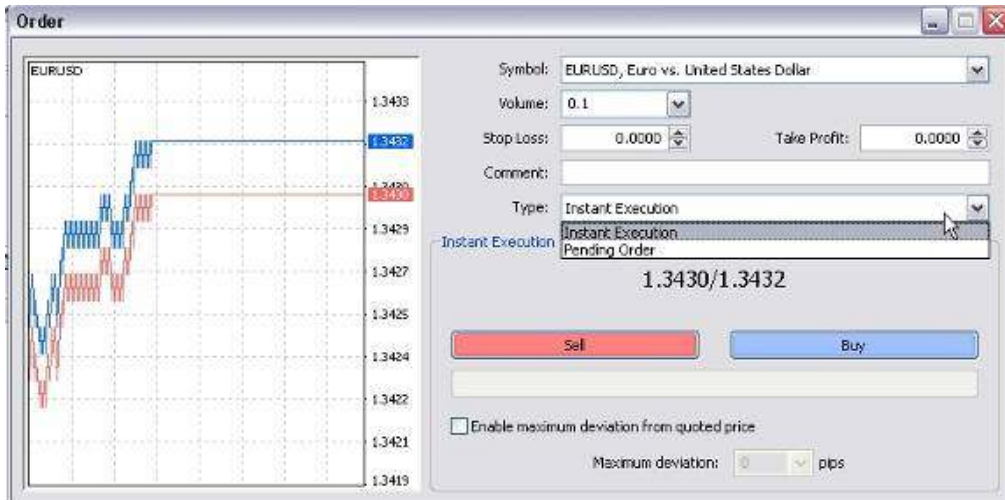 Order
EURUSD
1.3433
1.3432
1.3430
1.3429
1.3427
1.3425
1.3424
1.3422
1.3421
1.3419
Symbol: EURUSD, Euro vs. United States Dollar
Volume: 0.1
Stop Loss: 0.0000 Take Profit: 0.0000
Comment:
Type: Instant Execution
Instant Execution
Pending Order
Instant Execution
1.3430/1.3432
Sell Buy
Enable maximum deviation from quoted price
Maximum deviation: 0 pips